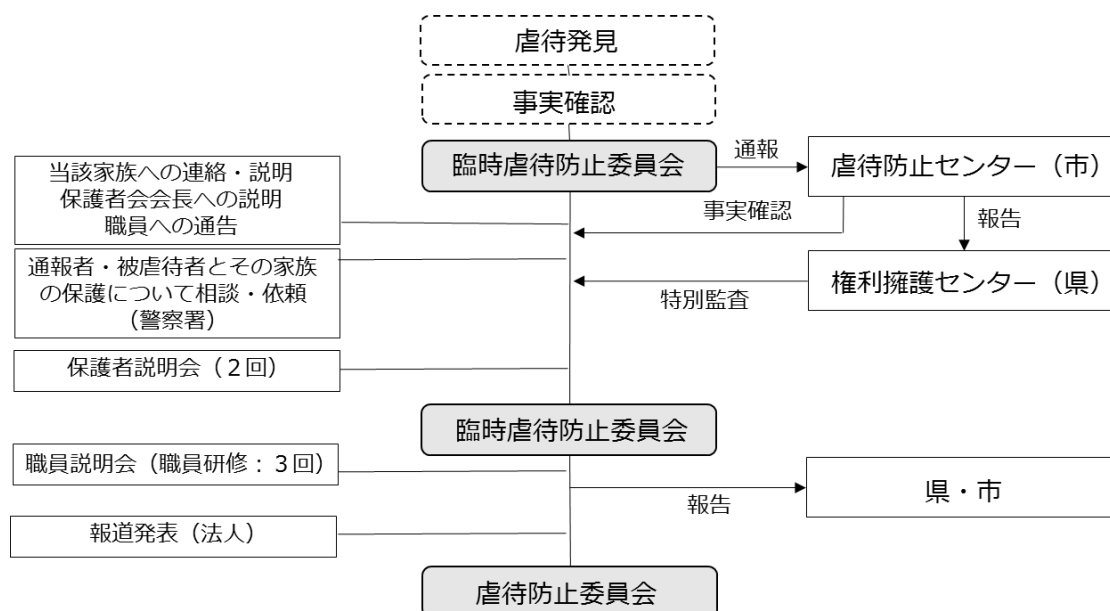 虐待発見
事実確認
臨時虐待防止委員会
通報
虐待防止センター（市）
当該家族への連絡・説明
保護者会会長への説明
職員への通告
事実確認
報告
通報者・被虐待者とその家族
の保護について相談・依頼
（警察署）
特別監査
権利擁護センター（県）
保護者説明会（２回）
臨時虐待防止委員会
職員説明会（職員研修：３回）
報告
県・市
報道発表（法人）
虐待防止委員会